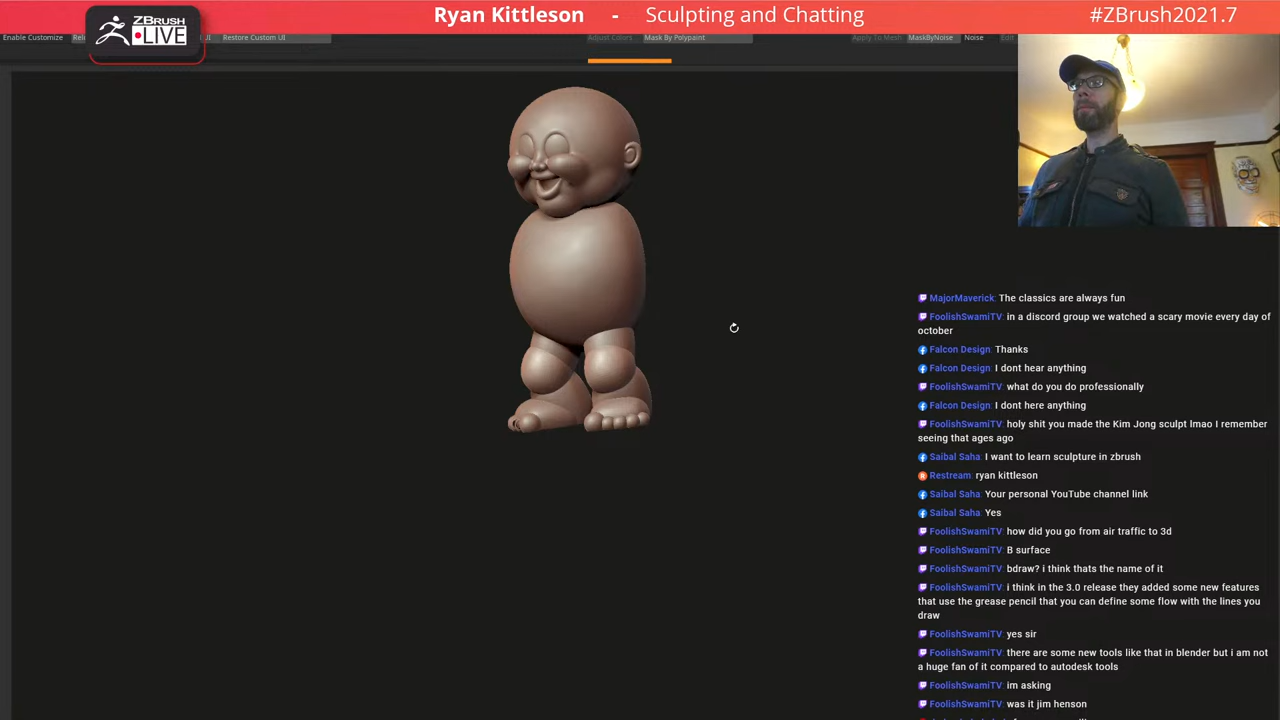 Ryan Kittleson - Sculpting and Chatting #ZBrush2021.7
ZBRUSH
LIVE
Enable Customize Restore Custom UI Adjust Colors Mask By Polypaint Apply To Mesh MaskByNoise Noise Edit
MajorMaverick: The classics are always fun
FoolishSwamiTV: in a discord group we watched a scary movie every day of
october
Falcon Design: Thanks
Falcon Design: I dont hear anything
FoolishSwamiTV: what do you do professionally
Falcon Design: I dont here anything
FoolishSwamiTV: holy shit you made the Kim Jong sculpt lmao I remember
seeing that ages ago
Saibal Saha: I want to learn sculpture in zbrush
Restream: ryan kittleson
Saibal Saha: Your personal YouTube channel link
Saibal Saha: Yes
FoolishSwamiTV: how did you go from air traffic to 3d
FoolishSwamiTV: B surface
FoolishSwamiTV: bdraw? i think thats the name of it
FoolishSwamiTV: i think in the 3.0 release they added some new features
that use the grease pencil that you can define some flow with the lines you
draw
FoolishSwamiTV: yes sir
FoolishSwamiTV: there are some new tools like that in blender but i am not
a huge fan of it compared to autodesk tools
FoolishSwamiTV: im asking
FoolishSwamiTV: was it jim henson